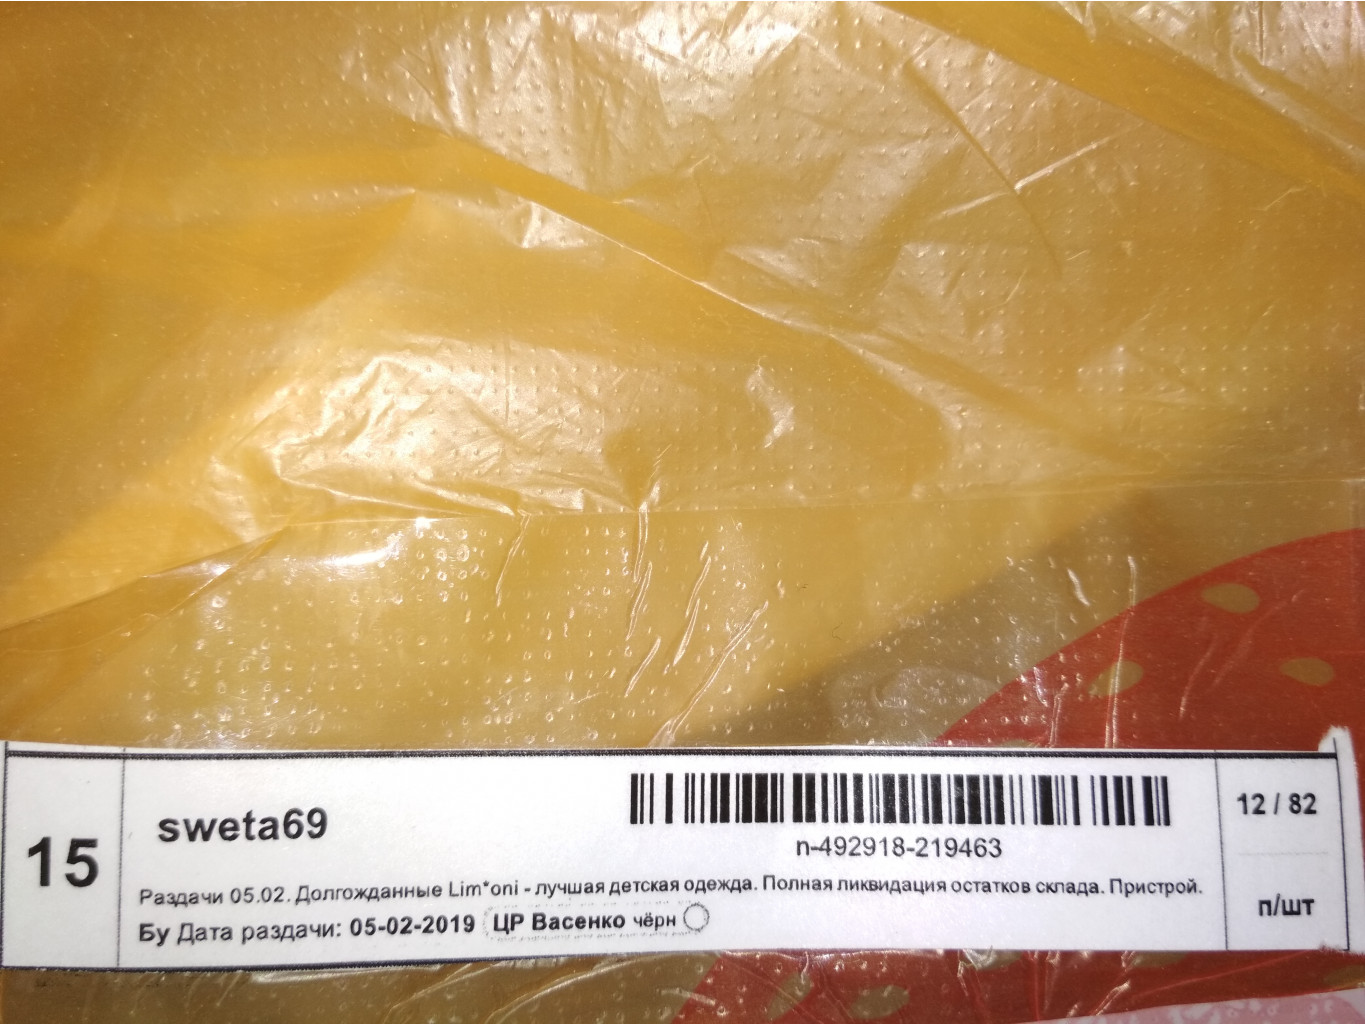 15
sweta69
n-492918-219463
12 / 82
Раздачи 05.02. Долгожданные Lim*oni - лучшая детская одежда. Полная ликвидация остатков склада. Пристрой.
Бу Дата раздачи: 05-02-2019 ЦР Васенко чёрн
п/шт